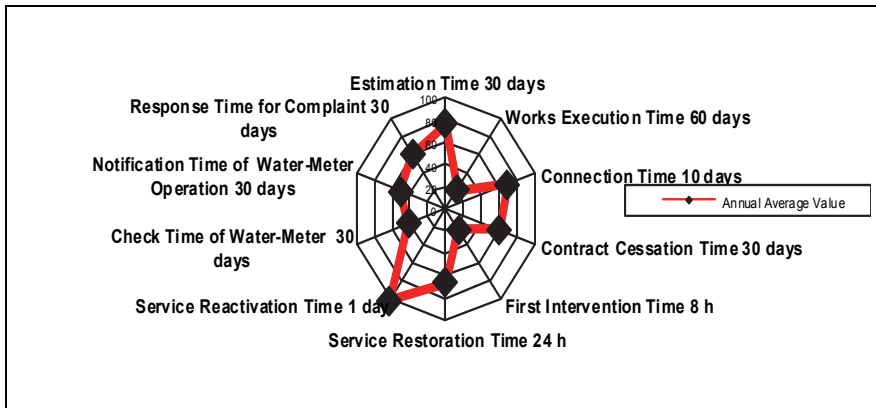 Estimation Time 30 days
Response Time for Complaint 30
days
Works Execution Time 60 days
Notification Time of Water-Meter
Operation 30 days
Connection Time 10 days
Annual Average Value
Check Time of Water-Meter 30
days
Contract Cessation Time 30 days
Service Reactivation Time 1 day
First Intervention Time 8 h
Service Restoration Time 24 h
100
80
60
40
20
0